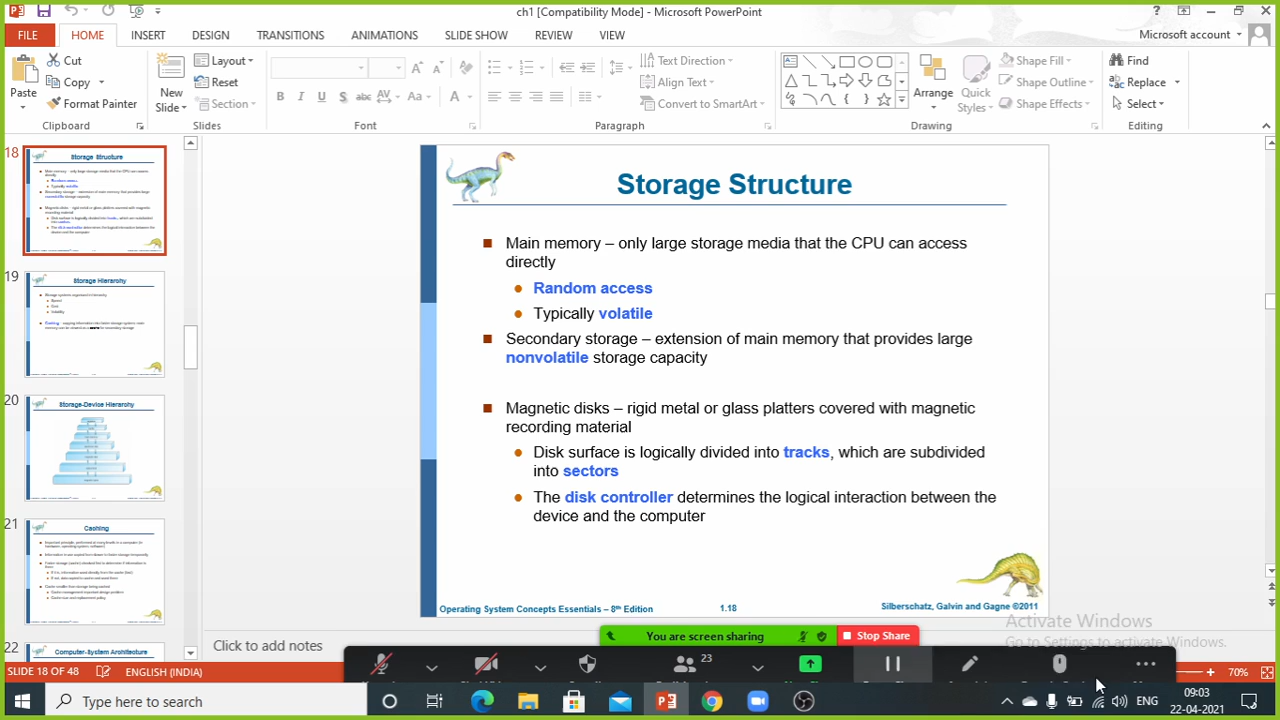 ch1 [Compatibility Mode] - Microsoft PowerPoint
FILE HOME INSERT DESIGN TRANSITIONS ANIMATIONS SLIDE SHOW REVIEW VIEW Microsoft account
Cut
Copy
Format Painter
Paste
Clipboard
New
Slide
Layout
Reset
Section
Slides
B I U S abc AV Aa A
Font
Text Direction
Align Text
Convert to SmartArt
Paragraph
Arrange
Quick
Styles
Shape Fill
Shape Outline
Shape Effects
Drawing
Find
Replace
Select
Editing
18
Storage Structure
19
Storage Hierarchy
20
Storage-Device Hierarchy
21
Caching
22
Computer-System Architecture
Storage Structure
Main memory – only large storage media that the CPU can access
directly
Random access
Typically volatile
Secondary storage – extension of main memory that provides large
nonvolatile storage capacity
Magnetic disks – rigid metal or glass platters covered with magnetic
recording material
Disk surface is logically divided into tracks, which are subdivided
into sectors
The disk controller determines the logical interaction between the
device and the computer
Operating System Concepts Essentials – 8th Edition 1.18 Silberschatz, Galvin and Gagne ©2011
Activate Windows
Go to Settings to activate Windows.
Click to add notes
You are screen sharing Stop Share
23
SLIDE 18 OF 48 ENGLISH (INDIA) 70%
Type here to search
ENG
09:03
22-04-2021